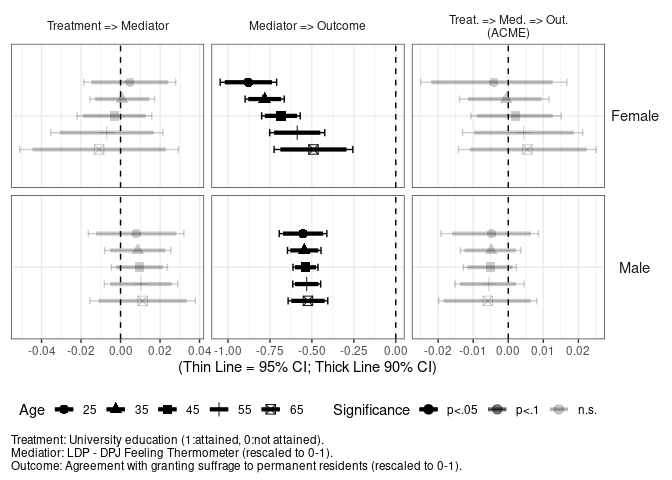 Treatment => Mediator
Mediator => Outcome
Treat. => Med. => Out.
(ACME)
Female
Male
-0.04 -0.02 0.00 0.02 0.04
-1.00 -0.75 -0.50 -0.25 0.00
-0.02 -0.01 0.00 0.01 0.02
(Thin Line = 95% CI; Thick Line 90% CI)
Age 25 35 45 55 65 Significance p<.05 p<.1 n.s.
Treatment: University education (1:attained, 0:not attained).
Mediatior: LDP - DPJ Feeling Thermometer (rescaled to 0-1).
Outcome: Agreement with granting suffrage to permanent residents (rescaled to 0-1).